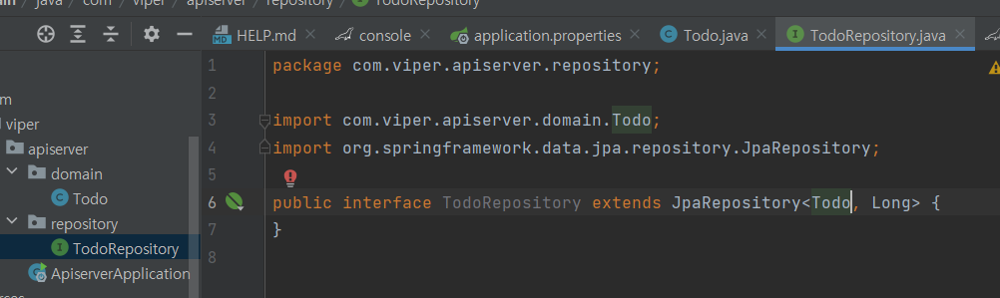 in  java  com  viper  apiserver  repository  TodoRepository
HELP.md  console  application.properties  Todo.java  TodoRepository.java
m
viper
apiserver
domain
Todo
repository
TodoRepository
ApiserverApplication
1 package com.viper.apiserver.repository;
2
3 import com.viper.apiserver.domain.Todo;
4 import org.springframework.data.jpa.repository.JpaRepository;
5
6 public interface TodoRepository extends JpaRepository<Todo, Long> {
7 }
8